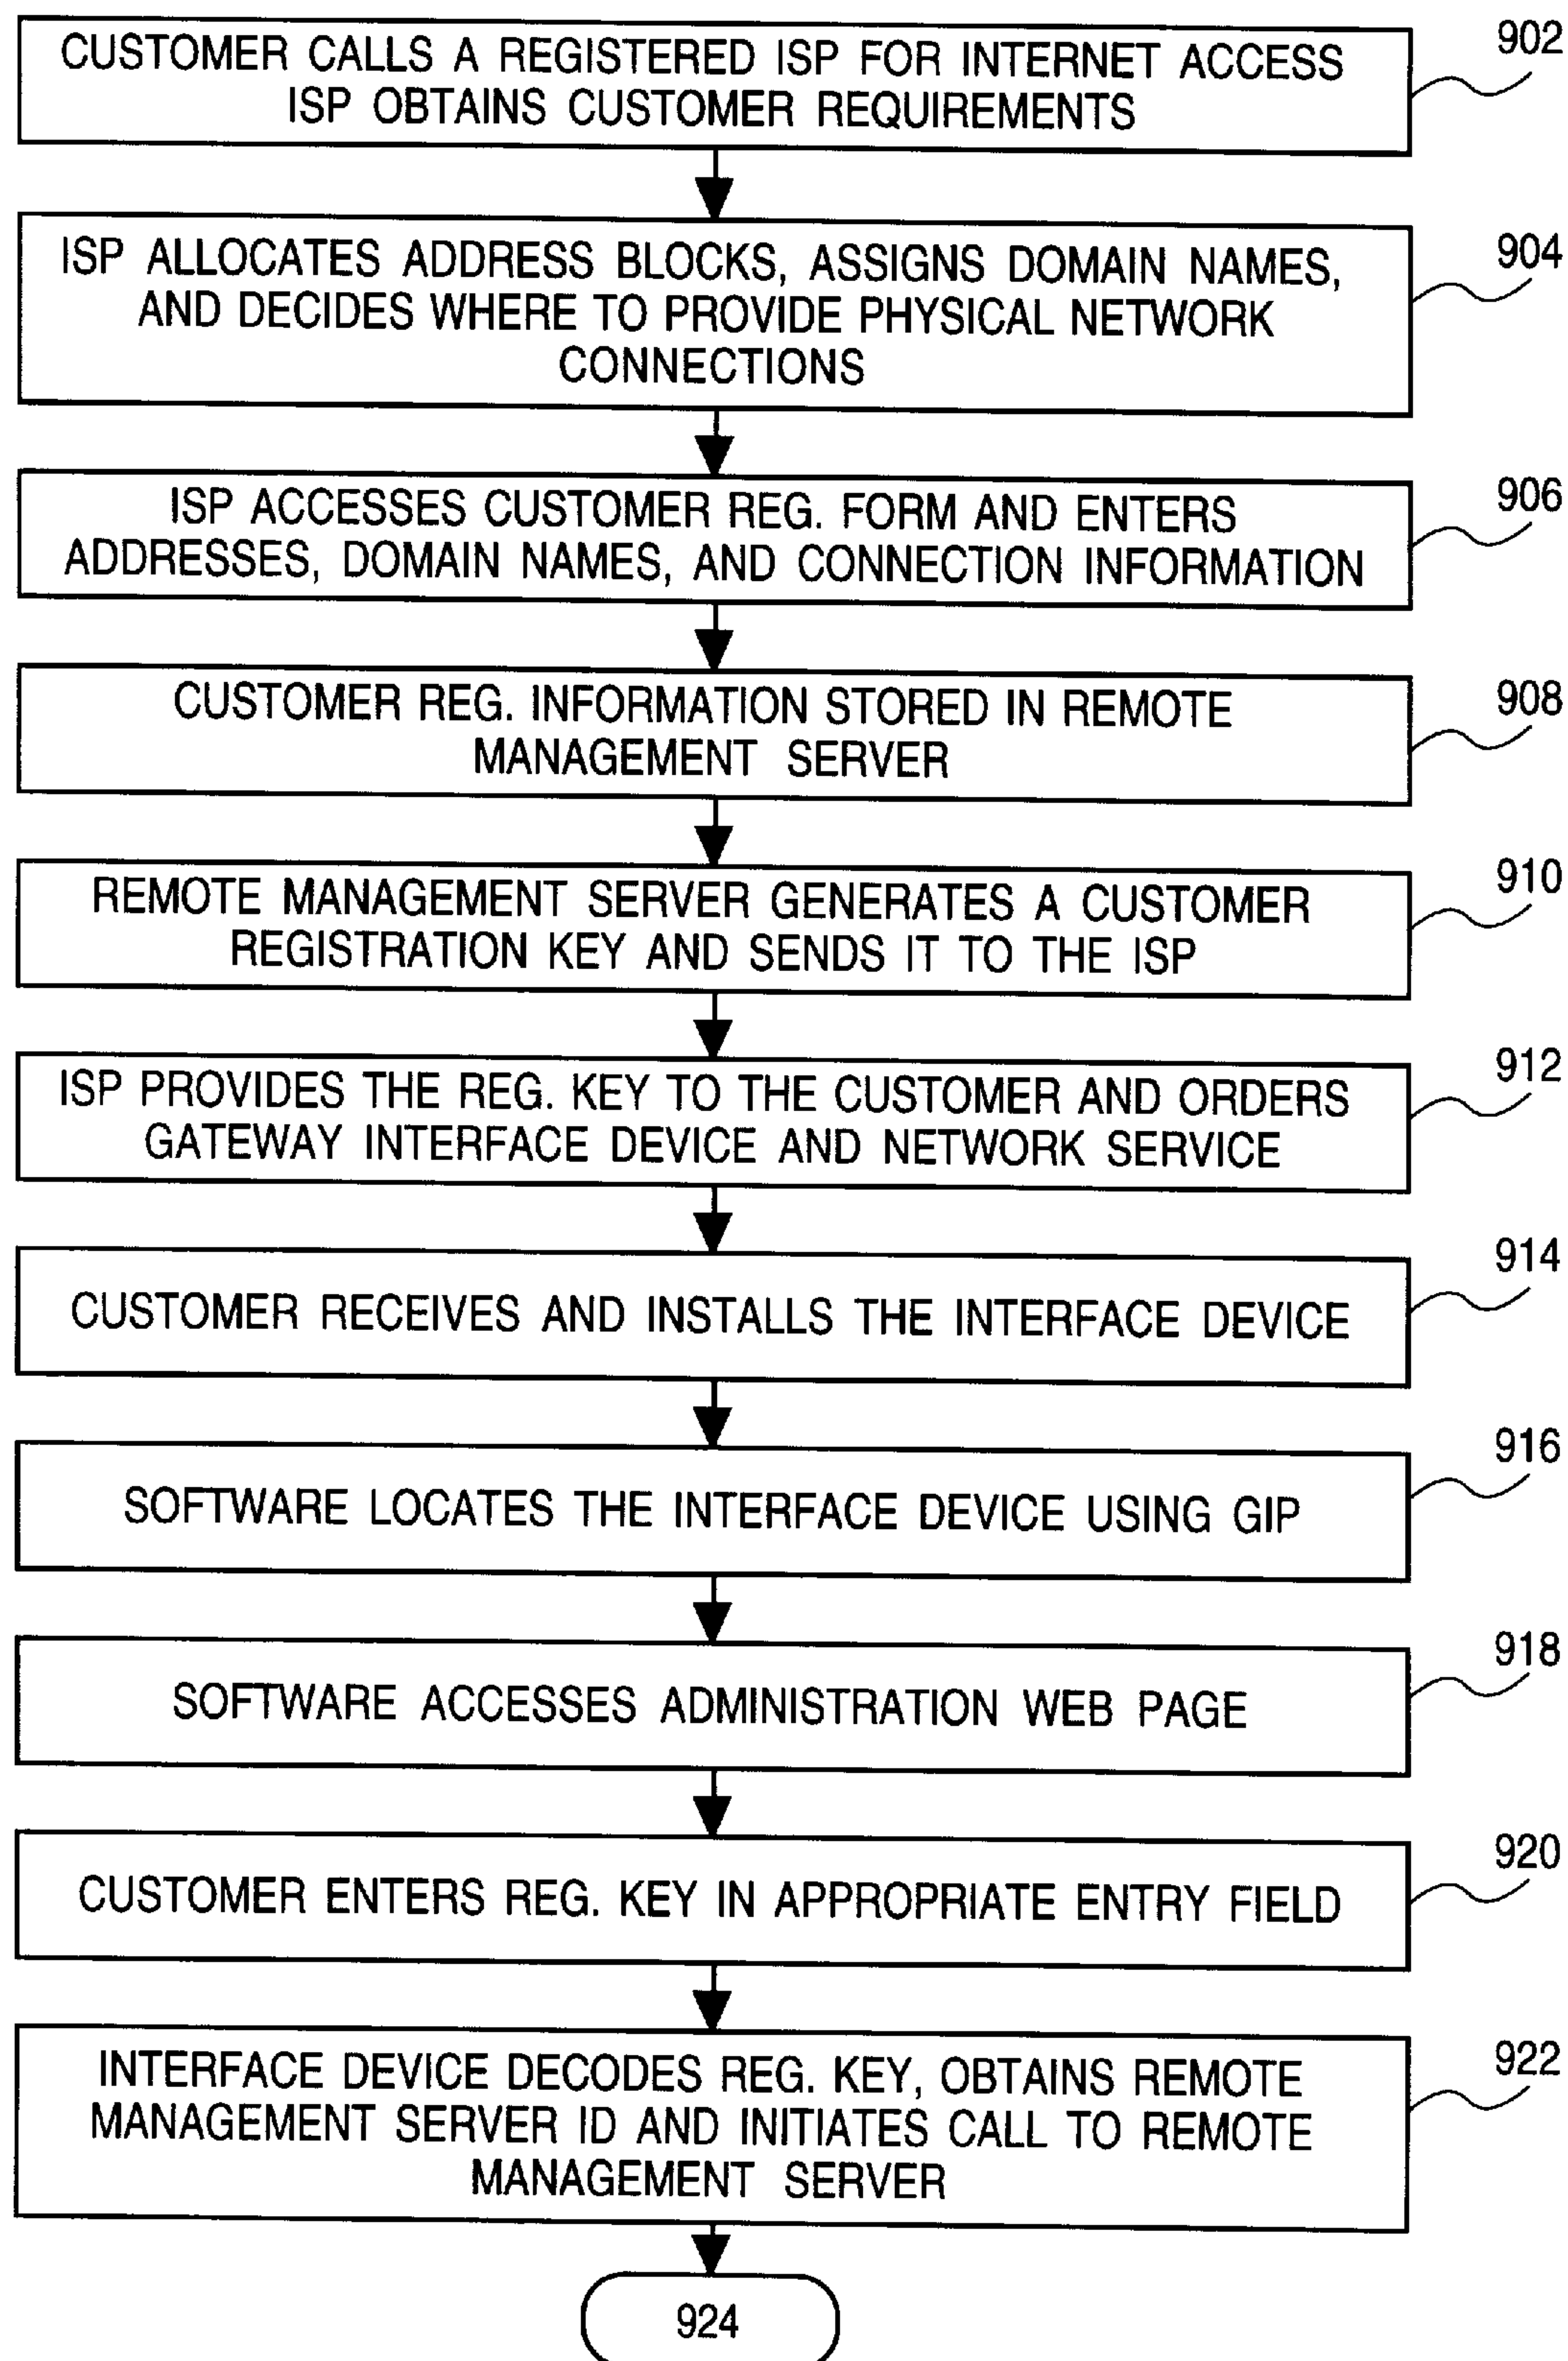 CUSTOMER CALLS A REGISTERED ISP FOR INTERNET ACCESS
ISP OBTAINS CUSTOMER REQUIREMENTS
902
ISP ALLOCATES ADDRESS BLOCKS, ASSIGNS DOMAIN NAMES,
AND DECIDES WHERE TO PROVIDE PHYSICAL NETWORK
CONNECTIONS
904
ISP ACCESSES CUSTOMER REG. FORM AND ENTERS
ADDRESSES, DOMAIN NAMES, AND CONNECTION INFORMATION
906
CUSTOMER REG. INFORMATION STORED IN REMOTE
MANAGEMENT SERVER
908
REMOTE MANAGEMENT SERVER GENERATES A CUSTOMER
REGISTRATION KEY AND SENDS IT TO THE ISP
910
ISP PROVIDES THE REG. KEY TO THE CUSTOMER AND ORDERS
GATEWAY INTERFACE DEVICE AND NETWORK SERVICE
912
CUSTOMER RECEIVES AND INSTALLS THE INTERFACE DEVICE
914
SOFTWARE LOCATES THE INTERFACE DEVICE USING GIP
916
SOFTWARE ACCESSES ADMINISTRATION WEB PAGE
918
CUSTOMER ENTERS REG. KEY IN APPROPRIATE ENTRY FIELD
920
INTERFACE DEVICE DECODES REG. KEY, OBTAINS REMOTE
MANAGEMENT SERVER ID AND INITIATES CALL TO REMOTE
MANAGEMENT SERVER
922
924